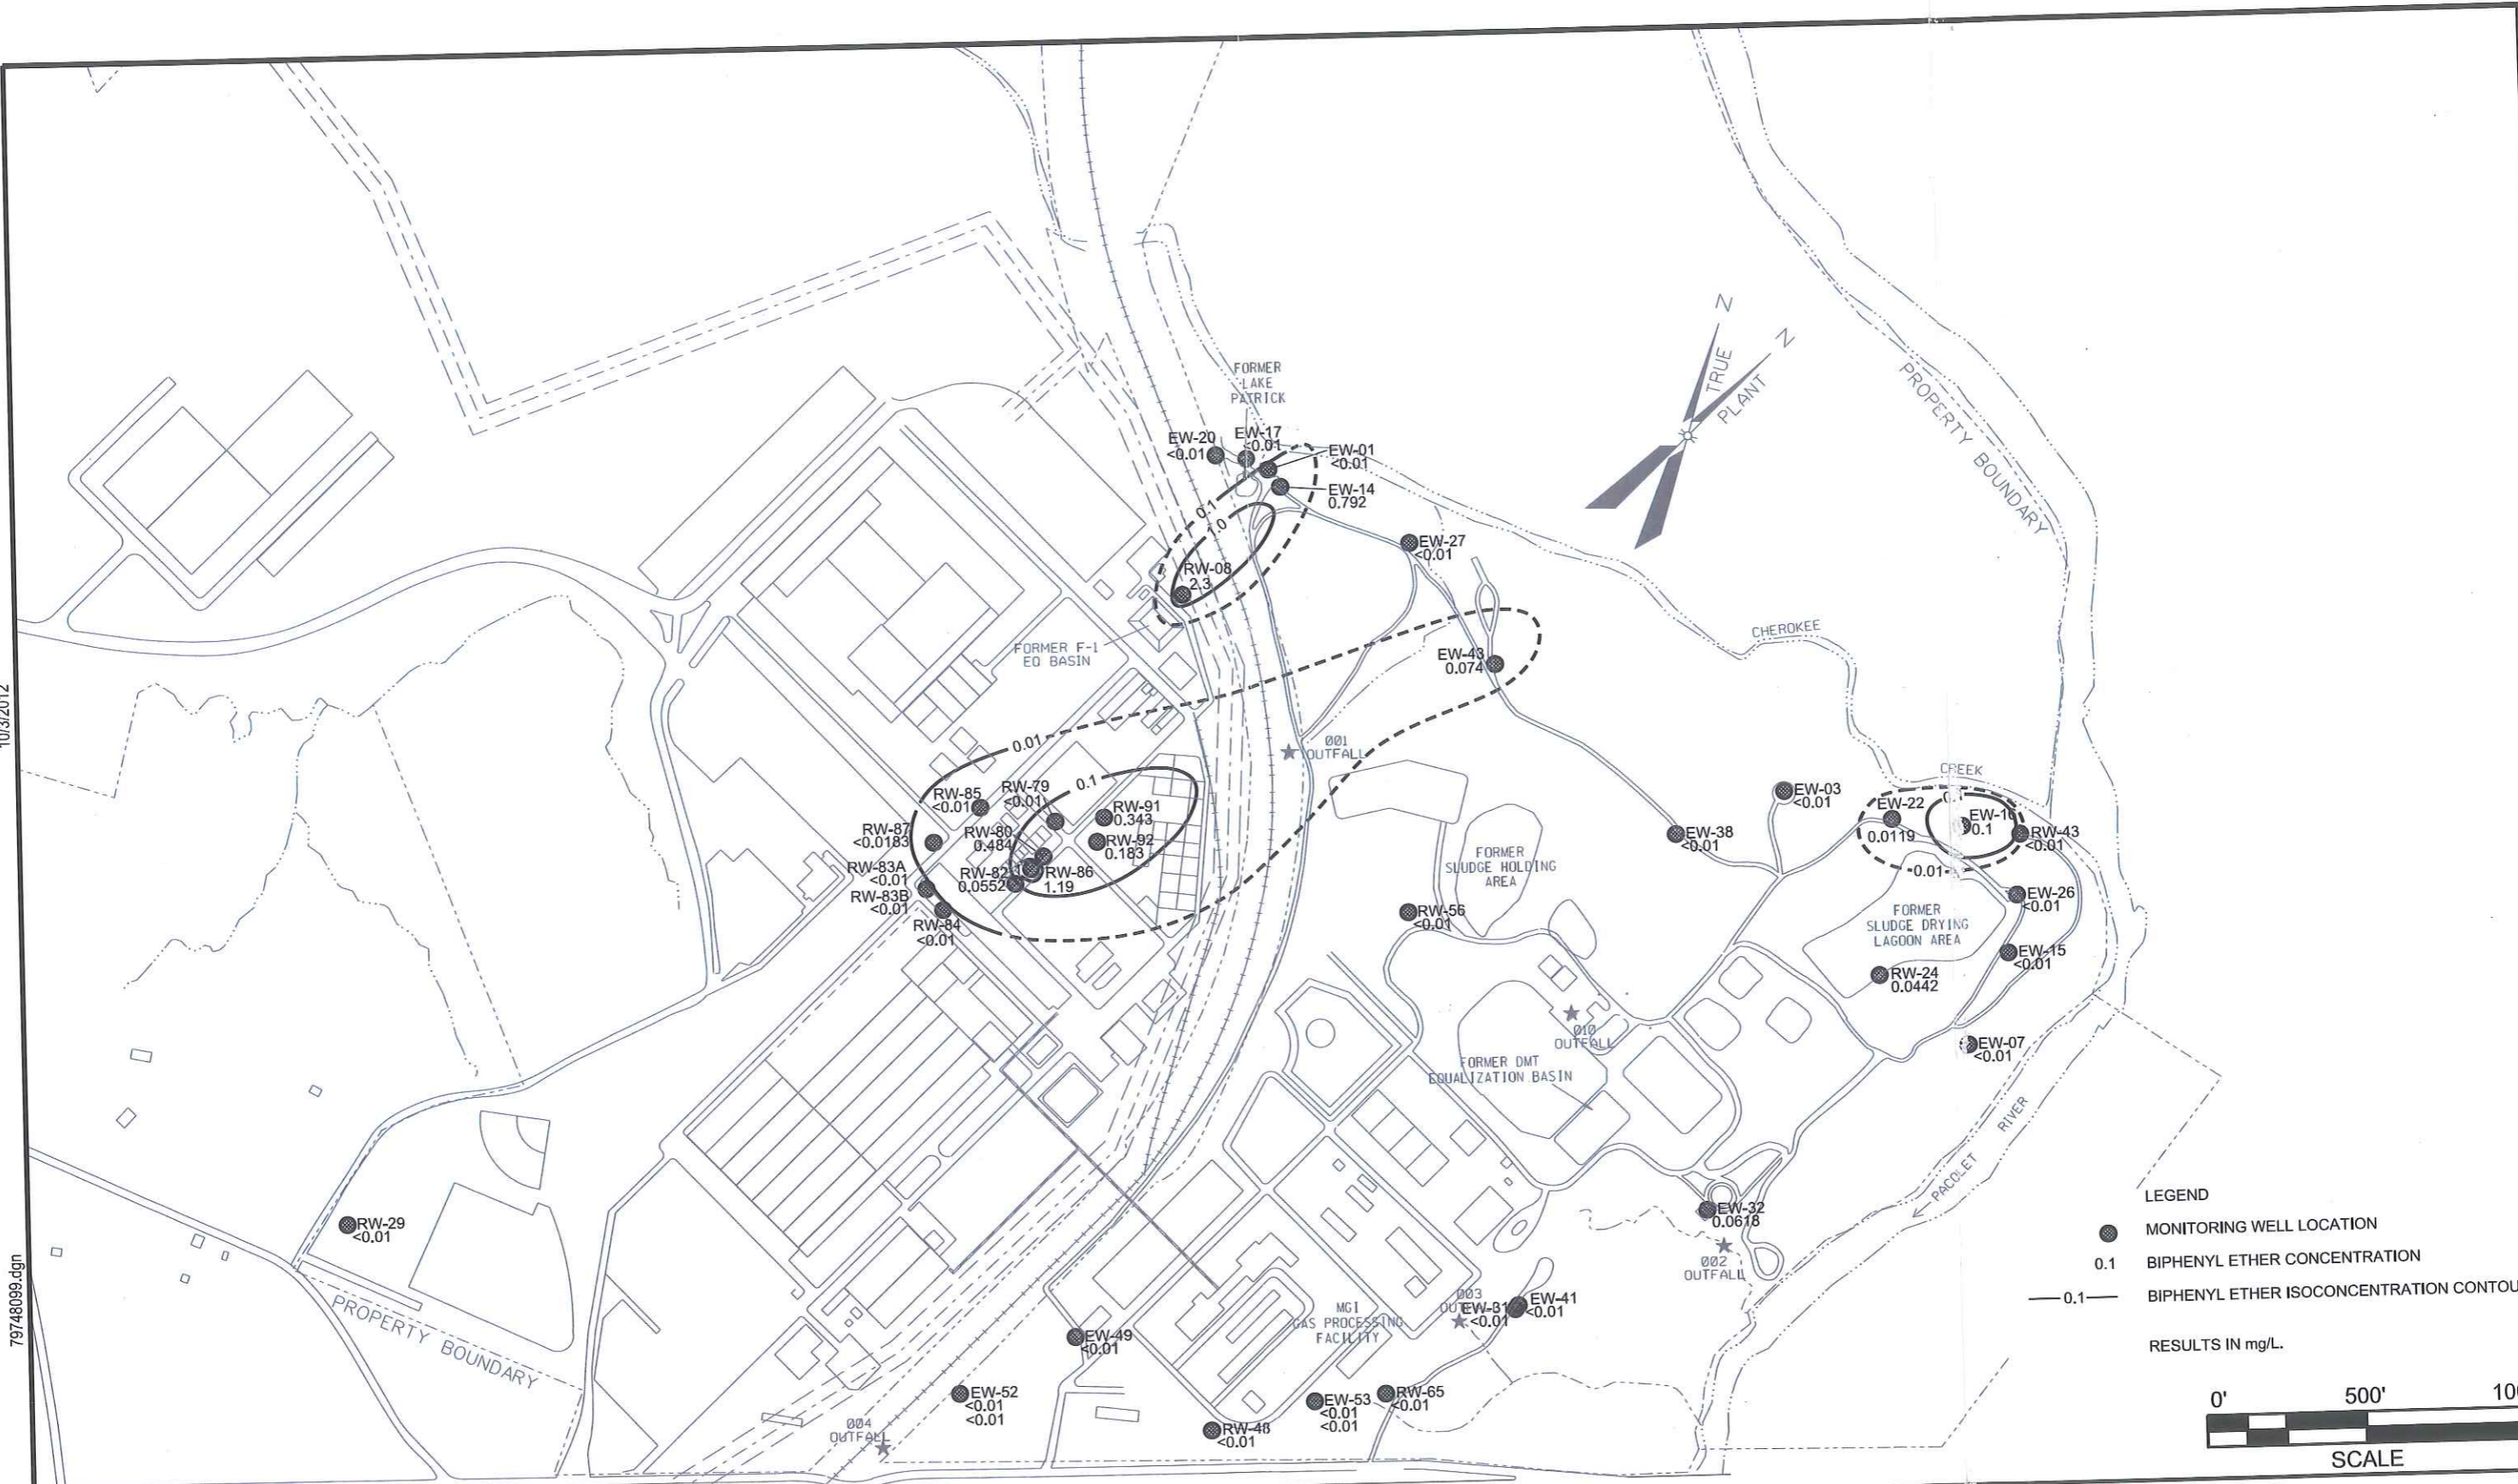 FORMER
LAKE
PATRICK
EW-20
<0.01
EW-17
<0.01
EW-01
<0.01
EW-14
0.792
0.1
1.0
RW-08
2.3
EW-27
<0.01
N
TRUE
N
PLANT
PROPERTY BOUNDARY
FORMER F-1
EQ BASIN
EW-43
0.074
CHEROKEE
CREEK
10/3/2012
0.01
001
OUTFALL
0.1
RW-85
<0.01
RW-79
<0.01
RW-91
0.343
RW-87
<0.0183
RW-80
0.484
RW-92
0.183
RW-83A
<0.01
RW-82
0.0552
RW-86
1.19
RW-83B
<0.01
RW-84
<0.01
EW-03
<0.01
EW-38
<0.01
EW-22
0.0119
EW-16
0.1
RW-43
<0.01
0.01
FORMER
SLUDGE HOLDING
AREA
RW-56
<0.01
EW-26
<0.01
FORMER
SLUDGE DRYING
LAGOON AREA
EW-15
<0.01
RW-24
0.0442
010
OUTFALL
EW-07
<0.01
FORMER DMT
EQUALIZATION BASIN
PACOLET RIVER
RW-29
<0.01
PROPERTY BOUNDARY
EW-32
0.0618
002
OUTFALL
003
EW-31
<0.01
EW-41
<0.01
MGI
GAS PROCESSING
FACILITY
EW-49
<0.01
EW-52
<0.01
<0.01
EW-53
<0.01
<0.01
RW-65
<0.01
RW-48
<0.01
004
OUTFALL
79748099.dgn
LEGEND
MONITORING WELL LOCATION
0.1 BIPHENYL ETHER CONCENTRATION
0.1 BIPHENYL ETHER ISOCONCENTRATION CONTOU
RESULTS IN mg/L.
0' 500' 10
SCALE